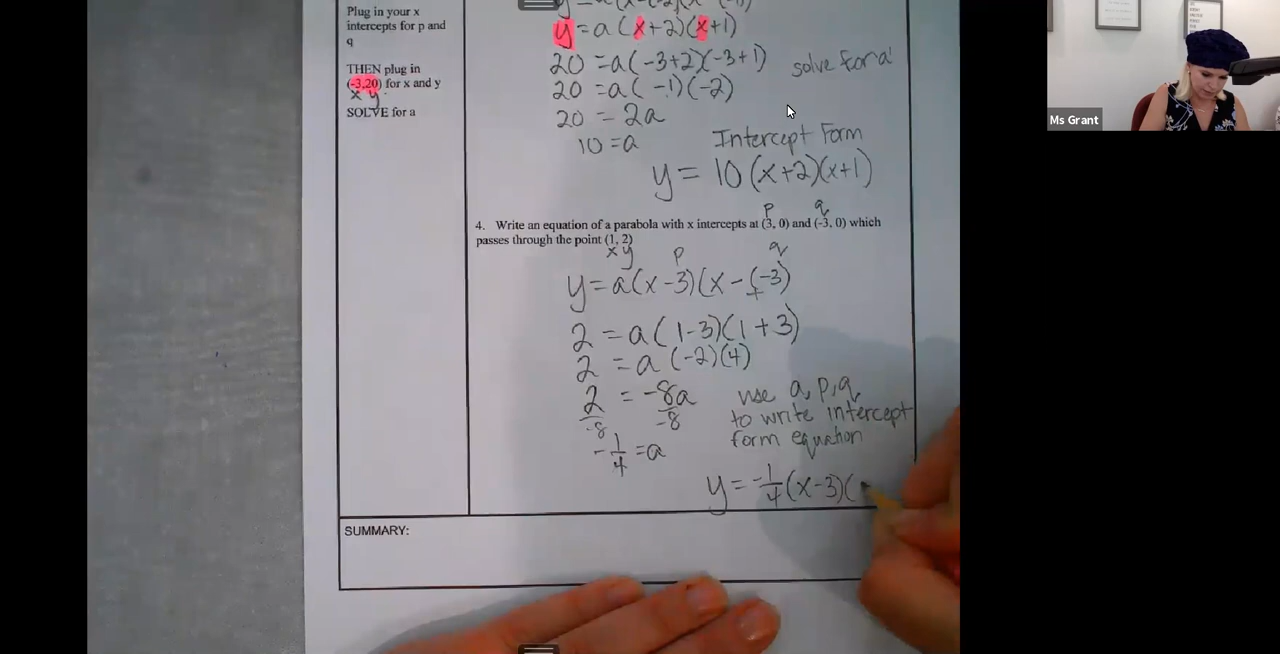 Plug in your x
intercepts for p and
q
THEN plug in
(-3,20) for x and y
x y
SOLVE for a
y = a(x+2)(x+1)
20 = a(-3+2)(-3+1)
solve for a
20 = a(-1)(-2)
20 = 2a
10 = a
Intercept Form
y = 10(x+2)(x+1)
p q
4. Write an equation of a parabola with x intercepts at (3, 0) and (-3, 0) which
passes through the point (1, 2)
x y
p q
y = a(x-3)(x-(-3)
2 = a(1-3)(1+3)
2 = a(-2)(4)
2/-8 = -8a/-8
-1/4 = a
use a, p, q
to write intercept
form equation
y = -1/4(x-3)(
SUMMARY:
Ms Grant